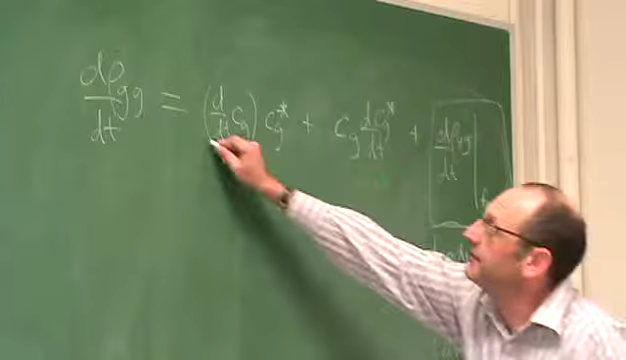 dρgg/dt = (d/dt cg) cg* + cg dcg*/dt + dρgg/dt|